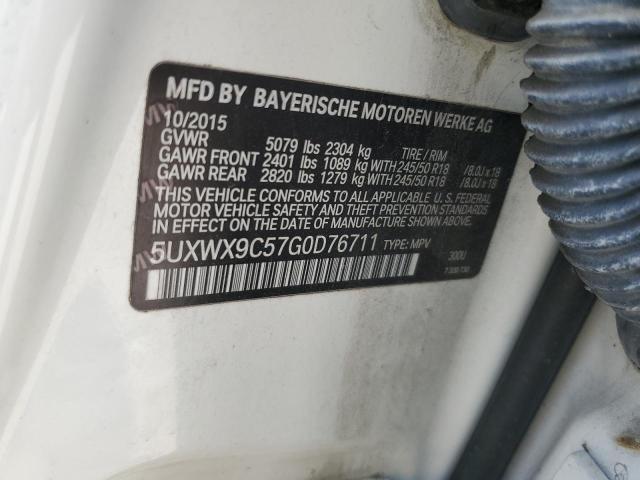 MFD BY BAYERISCHE MOTOREN WERKE AG
10/2015
GVWR 5079 lbs 2304 kg TIRE / RIM
GAWR FRONT 2401 lbs 1089 kg WITH 245/50 R18 /8.0J x 18
GAWR REAR 2820 lbs 1279 kg WITH 245/50 R18 /8.0J x 18
THIS VEHICLE CONFORMS TO ALL APPLICABLE U. S. FEDERAL
MOTOR VEHICLE SAFETY AND THEFT PREVENTION STANDARDS
IN EFFECT ON THE DATE OF MANUFACTURE SHOWN ABOVE.
5UXWX9C57G0D76711 TYPE: MPV
300U